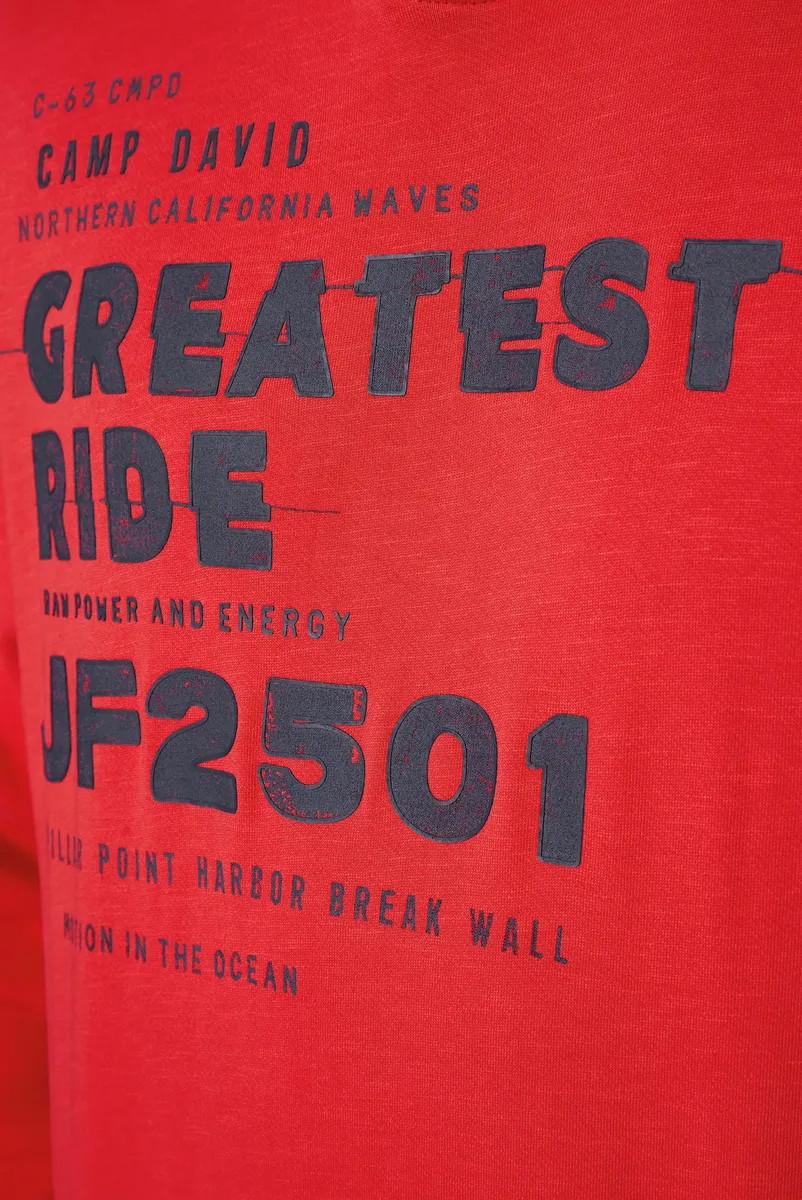 C-63 CMPD
CAMP DAVID
NORTHERN CALIFORNIA WAVES
GREATEST
RIDE
RAW POWER AND ENERGY
JF2501
POINT HARBOR BREAK WALL
MOTION IN THE OCEAN